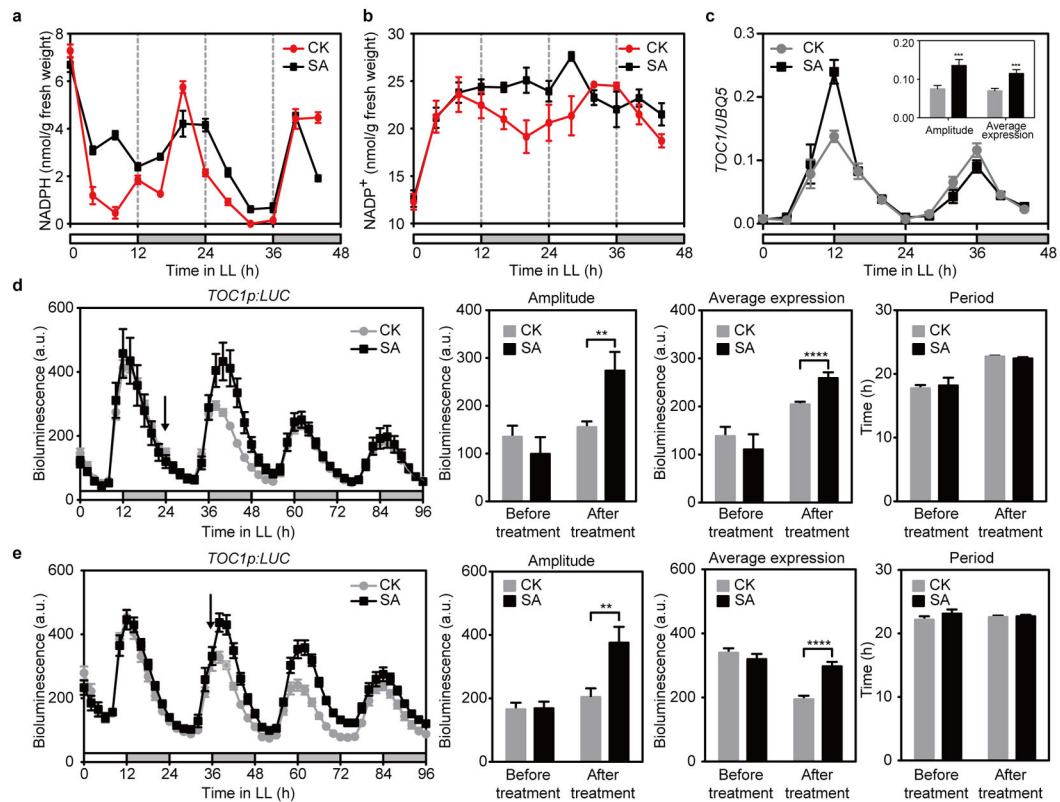 a
NADPH (nmol/g fresh weight)
8
6
4
2
0
CK
SA
0 12 24 36 48
Time in LL (h)
b
NADP⁺ (nmol/g fresh weight)
30
25
20
15
10
CK
SA
0 12 24 36 48
Time in LL (h)
c
TOC1/UBQ5
0.3
0.2
0.1
0.0
CK
SA
0.20
0.10
0.00
***
***
Amplitude
Average
expression
0 12 24 36 48
Time in LL (h)
d
TOC1p:LUC
Bioluminescence (a.u.)
600
400
200
0
CK
SA
0 12 24 36 48 60 72 84 96
Time in LL (h)
Amplitude
Bioluminescence (a.u.)
400
300
200
100
0
CK
SA
**
Before treatment
After treatment
Average expression
Bioluminescence (a.u.)
400
300
200
100
0
CK
SA
****
Before treatment
After treatment
Period
Time (h)
30
20
10
0
CK
SA
Before treatment
After treatment
e
TOC1p:LUC
Bioluminescence (a.u.)
600
400
200
0
CK
SA
0 12 24 36 48 60 72 84 96
Time in LL (h)
Amplitude
Bioluminescence (a.u.)
600
400
200
0
CK
SA
**
Before treatment
After treatment
Average expression
Bioluminescence (a.u.)
600
400
200
0
CK
SA
****
Before treatment
After treatment
Period
Time (h)
30
20
10
0
CK
SA
Before treatment
After treatment